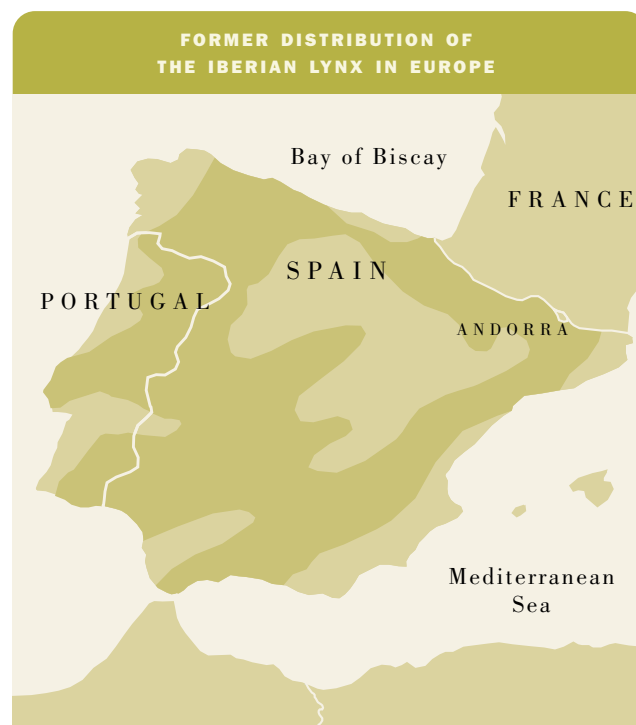 FORMER DISTRIBUTION OF
THE IBERIAN LYNX IN EUROPE
Bay of Biscay
FRANCE
SPAIN
PORTUGAL
ANDORRA
Mediterranean
Sea